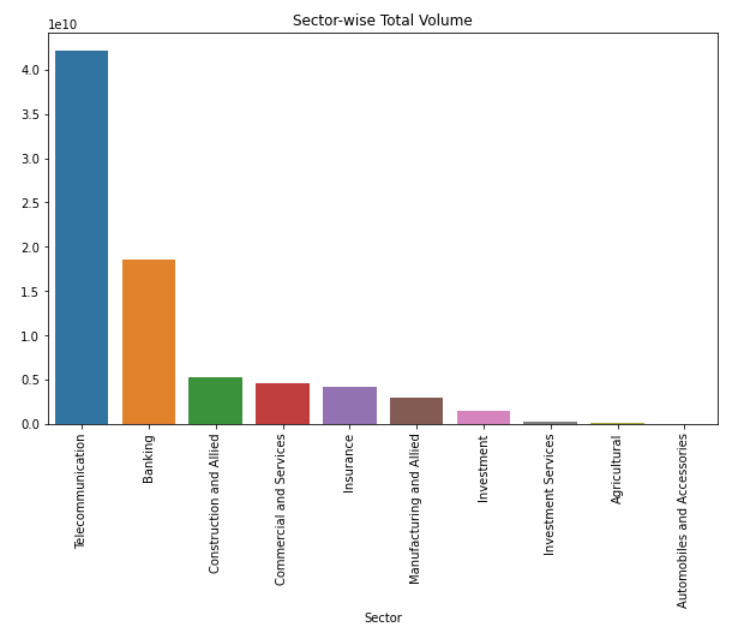 Sector-wise Total Volume
1e10
4.0
3.5
3.0
2.5
2.0
1.5
1.0
0.5
0.0
Telecommunication
Banking
Construction and Allied
Commercial and Services
Insurance
Manufacturing and Allied
Investment
Investment Services
Agricultural
Automobiles and Accessories
Sector